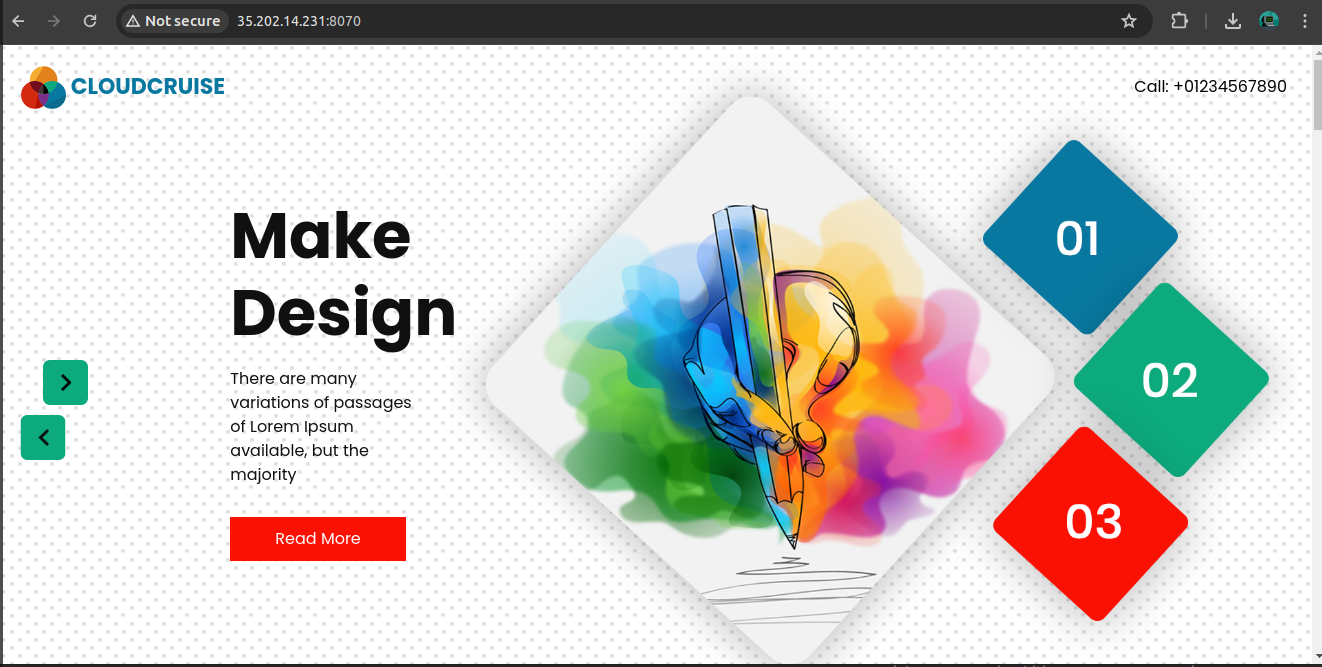 Not secure 35.202.14.231:8070
CLOUDCRUISE
Call: +01234567890
Make
Design
There are many
variations of passages
of Lorem Ipsum
available, but the
majority
Read More
01
02
03